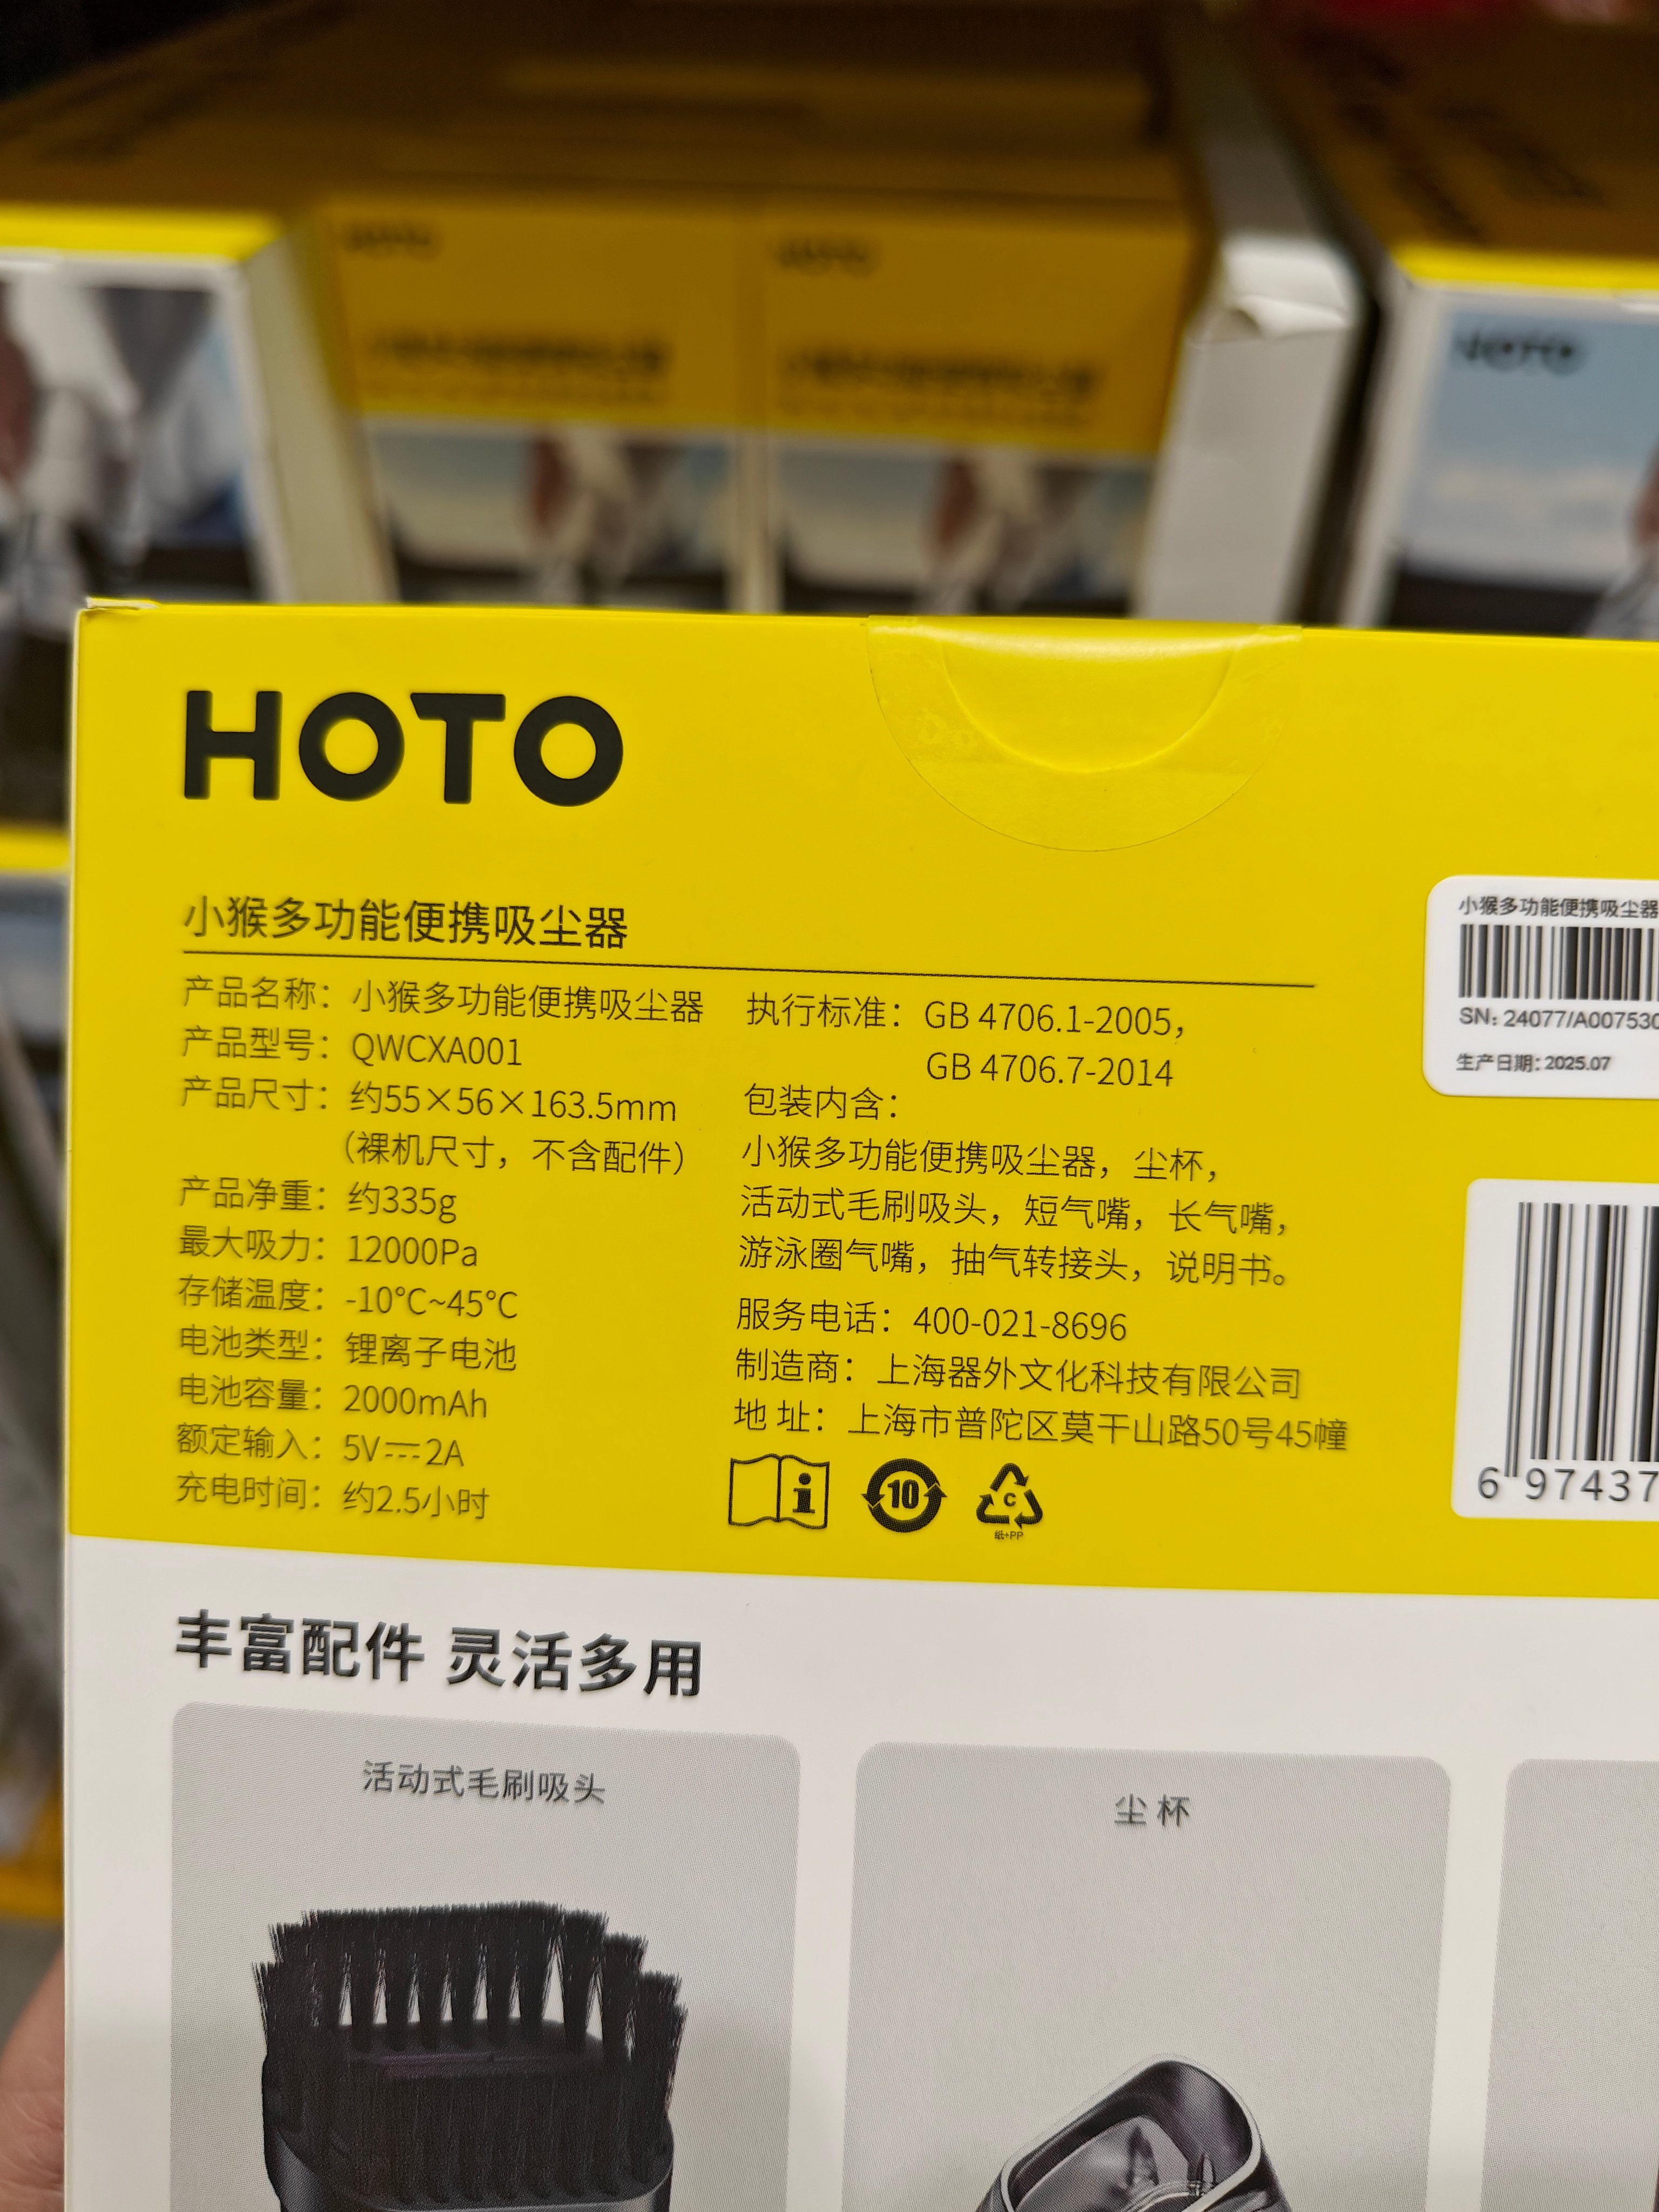 HOTO
HOTO
HOTO
HOTO
小猴多功能便携吸尘器
产品名称：小猴多功能便携吸尘器
产品型号：QWCXA001
产品尺寸：约55×56×163.5mm
（裸机尺寸，不含配件）
产品净重：约335g
最大吸力：12000Pa
存储温度：-10°C~45°C
电池类型：锂离子电池
电池容量：2000mAh
额定输入：5V⎓2A
充电时间：约2.5小时
执行标准：GB 4706.1-2005，
GB 4706.7-2014
包装内含：
小猴多功能便携吸尘器，尘杯，
活动式毛刷吸头，短气嘴，长气嘴，
游泳圈气嘴，抽气转接头，说明书。
服务电话：400-021-8696
制造商：上海器外文化科技有限公司
地 址：上海市普陀区莫干山路50号45幢
i
10
C
纸+PP
小猴多功能便携吸尘器
SN: 24077/A007530
生产日期: 2025.07
6 97437
丰富配件 灵活多用
活动式毛刷吸头
尘杯